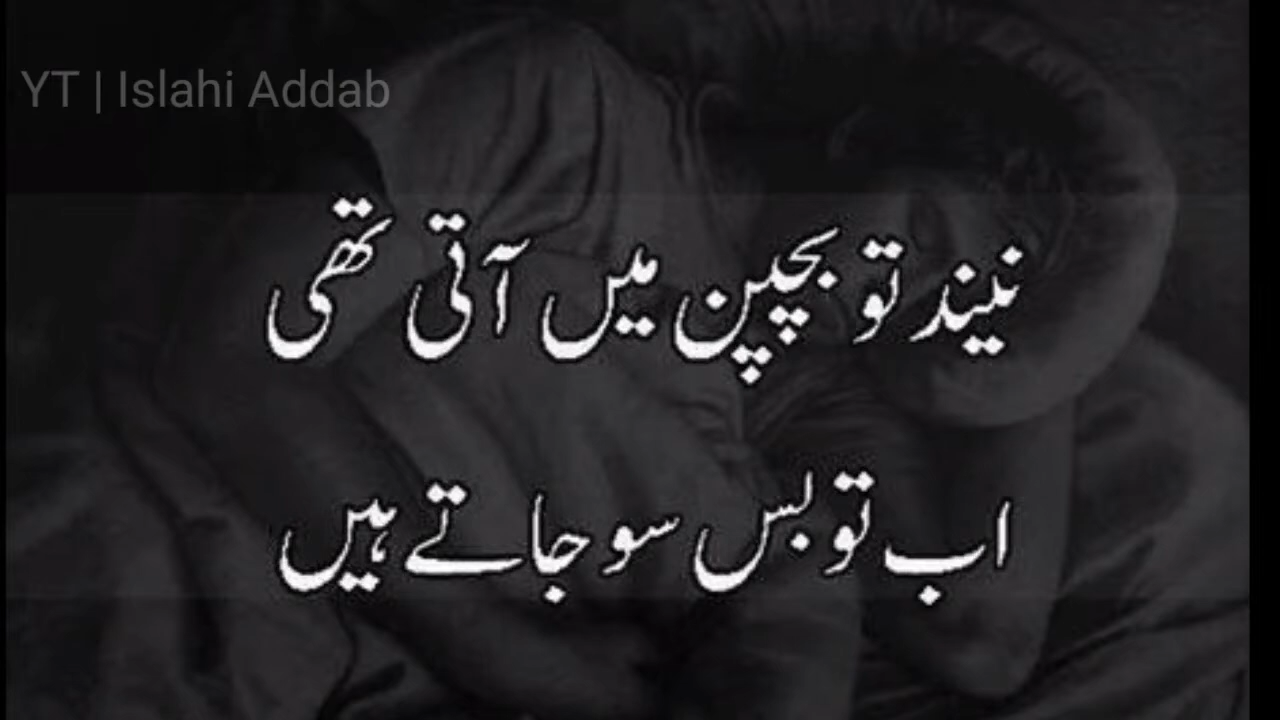 YT | Islahi Addab
نیند تو بچپن میں آتی تھی
اب تو بس سو جاتے ہیں